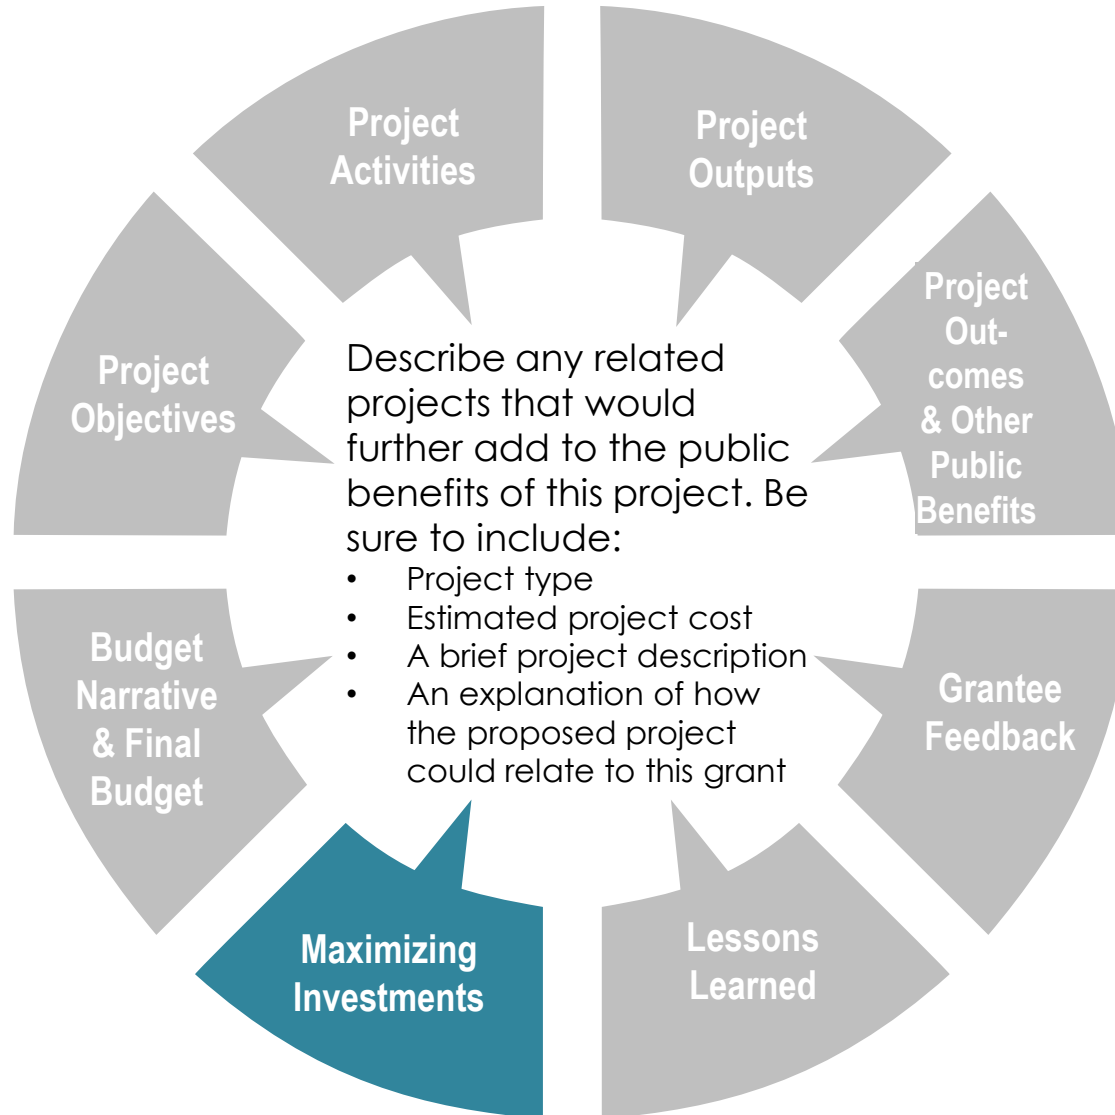 Project
Activities
Project
Outputs
Project
Out-
comes
& Other
Public
Benefits
Grantee
Feedback
Lessons
Learned
Maximizing
Investments
Budget
Narrative
& Final
Budget
Project
Objectives
Describe any related
projects that would
further add to the public
benefits of this project. Be
sure to include:
• Project type
• Estimated project cost
• A brief project description
• An explanation of how
the proposed project
could relate to this grant